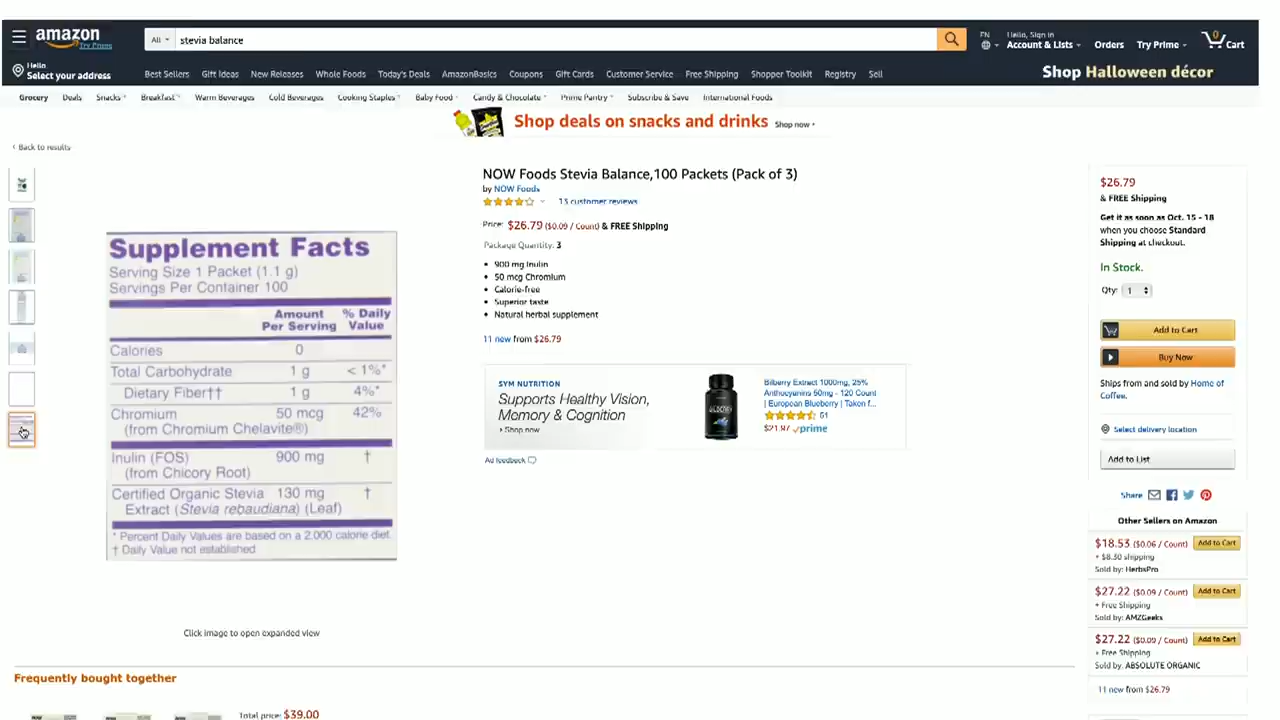 amazon
Try Prime
All
stevia balance
EN
Hello, Sign in
Account & Lists
Orders
Try Prime
0
Cart
Hello
Select your address
Best Sellers
Gift Ideas
New Releases
Whole Foods
Today's Deals
AmazonBasics
Coupons
Gift Cards
Customer Service
Free Shipping
Shopper Toolkit
Registry
Sell
Shop Halloween décor
Grocery
Deals
Snacks
Breakfast
Warm Beverages
Cold Beverages
Cooking Staples
Baby Food
Candy & Chocolate
Prime Pantry
Subscribe & Save
International Foods
Shop deals on snacks and drinks Shop now
‹ Back to results
Supplement Facts
Serving Size 1 Packet (1.1 g)
Servings Per Container 100
Amount Per Serving
% Daily Value
Calories 0
Total Carbohydrate 1 g < 1%*
Dietary Fiber†† 1 g 4%*
Chromium 50 mcg 42%
(from Chromium Chelavite®)
Inulin (FOS) 900 mg †
(from Chicory Root)
Certified Organic Stevia 130 mg †
Extract (Stevia rebaudiana) (Leaf)
* Percent Daily Values are based on a 2,000 calorie diet.
† Daily Value not established
Click image to open expanded view
NOW Foods Stevia Balance,100 Packets (Pack of 3)
by NOW Foods
13 customer reviews
Price: $26.79 ($0.09 / Count) & FREE Shipping
Package Quantity: 3
900 mg Inulin
50 mcg Chromium
Calorie-free
Superior taste
Natural herbal supplement
11 new from $26.79
SYM NUTRITION
Supports Healthy Vision,
Memory & Cognition
› Shop now
Bilberry Extract 1000mg, 25%
Anthocyanins 50mg - 120 Count
| European Blueberry | Taken f...
61
$21.97 prime
Ad feedback
$26.79
& FREE Shipping
Get it as soon as Oct. 15 - 18
when you choose Standard
Shipping at checkout.
In Stock.
Qty: 1
Add to Cart
Buy Now
Ships from and sold by Home of
Coffee.
Select delivery location
Add to List
Share
Other Sellers on Amazon
$18.53 ($0.06 / Count) Add to Cart
+ $8.30 shipping
Sold by: HerbsPro
$27.22 ($0.09 / Count) Add to Cart
+ Free Shipping
Sold by: AMZGeeks
$27.22 ($0.09 / Count) Add to Cart
+ Free Shipping
Sold by: ABSOLUTE ORGANIC
11 new from $26.79
Frequently bought together
Total price: $39.00